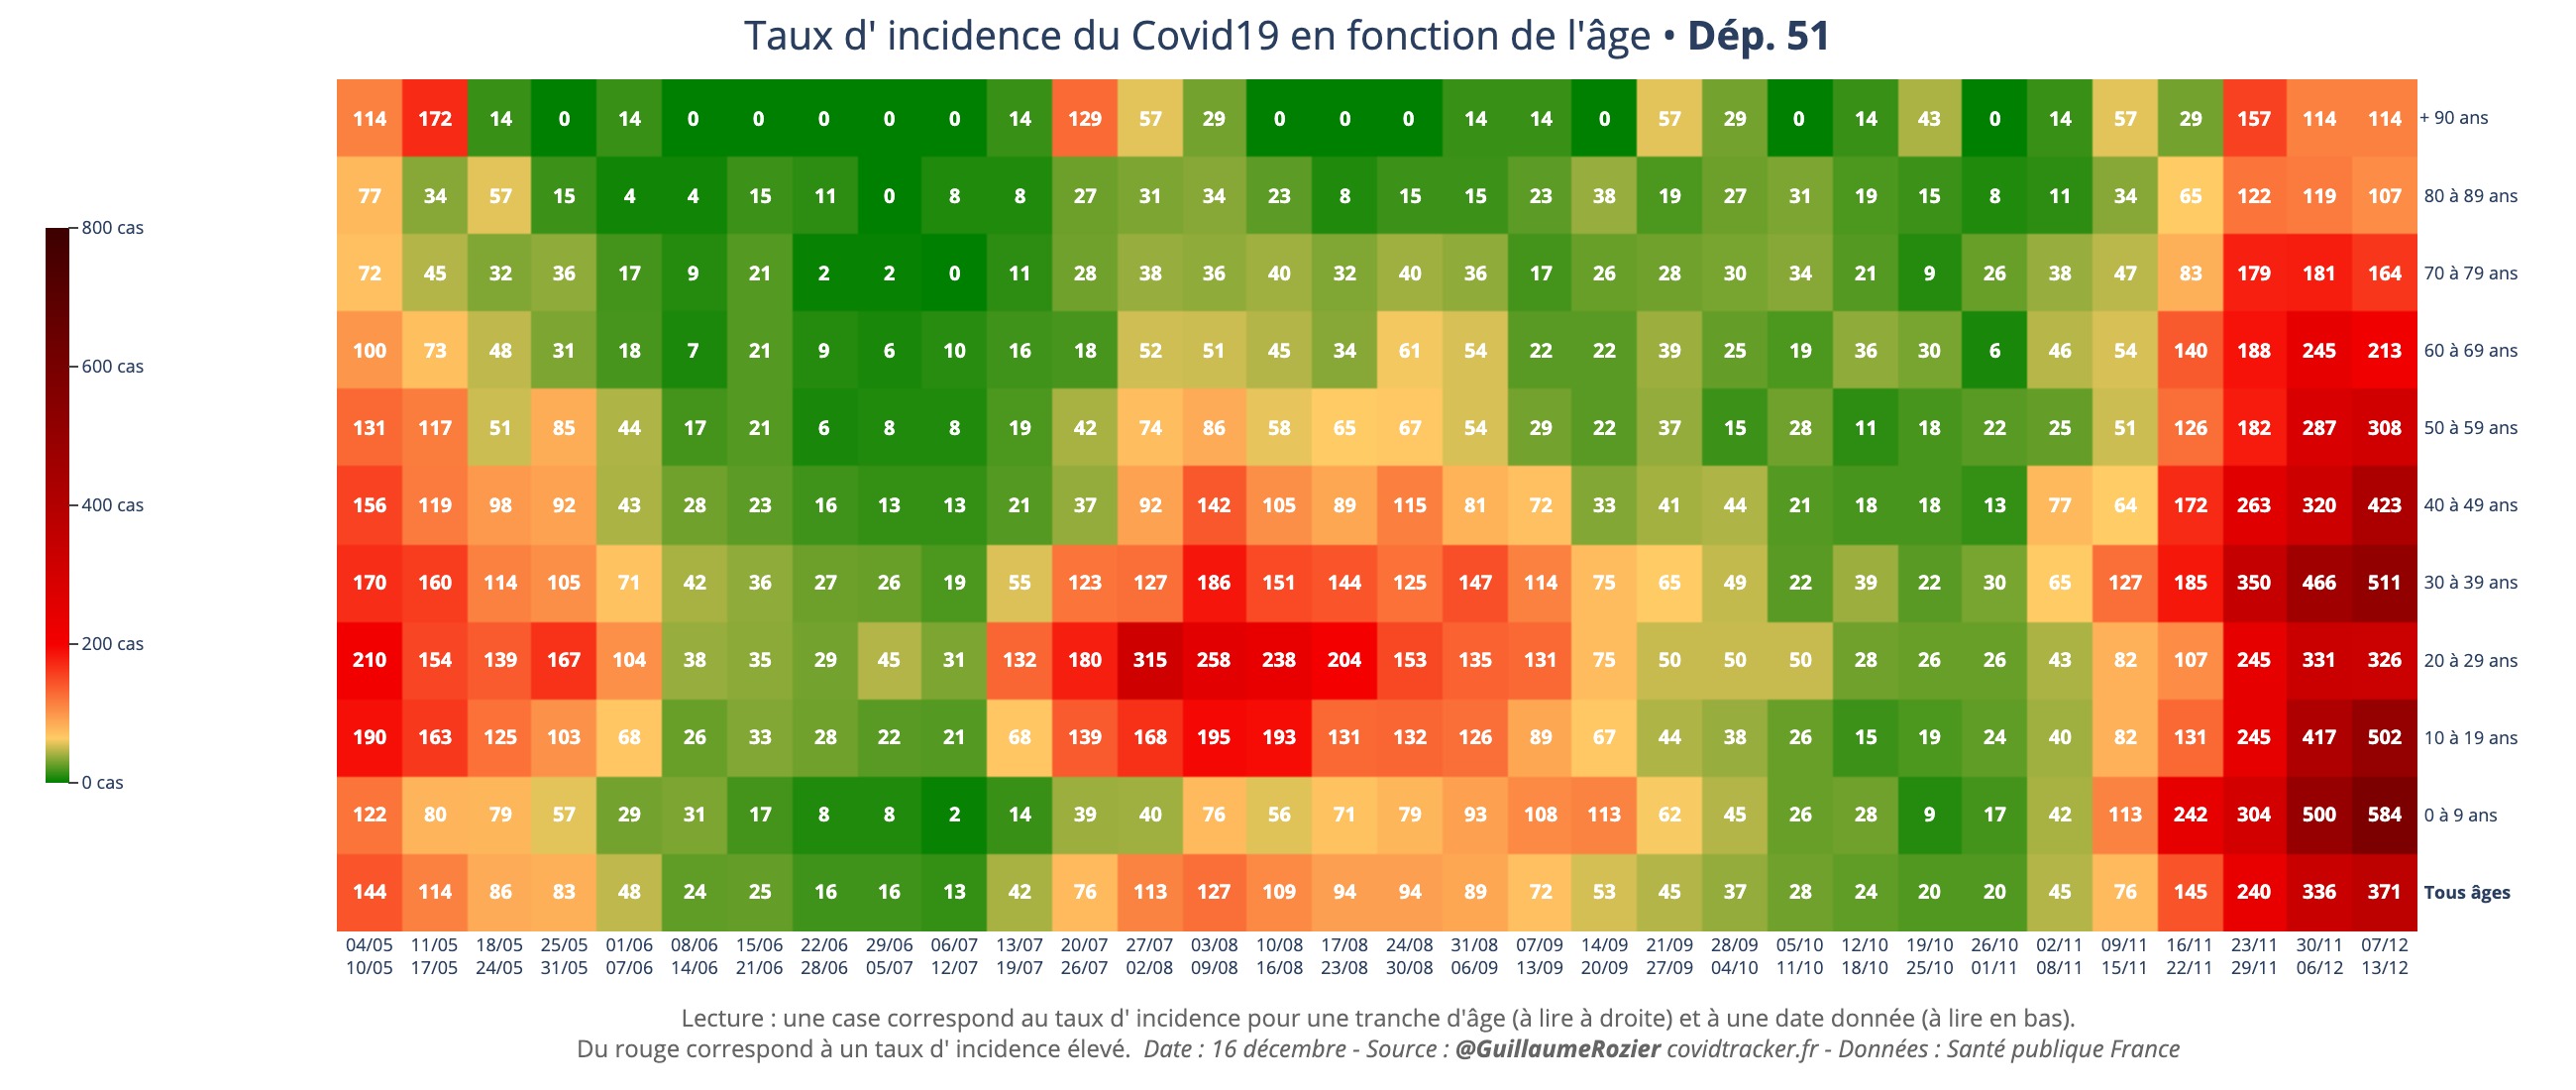 Taux d' incidence du Covid19 en fonction de l'âge • Dép. 51
800 cas
600 cas
400 cas
200 cas
0 cas
114 172 14 0 14 0 0 0 0 0 14 129 57 29 0 0 0 14 14 0 57 29 0 14 43 0 14 57 29 157 114 114 + 90 ans
77 34 57 15 4 4 15 11 0 8 8 27 31 34 23 8 15 15 23 38 19 27 31 19 15 8 11 34 65 122 119 107 80 à 89 ans
72 45 32 36 17 9 21 2 2 0 11 28 38 36 40 32 40 36 17 26 28 30 34 21 9 26 38 47 83 179 181 164 70 à 79 ans
100 73 48 31 18 7 21 9 6 10 16 18 52 51 45 34 61 54 22 22 39 25 19 36 30 6 46 54 140 188 245 213 60 à 69 ans
131 117 51 85 44 17 21 6 8 8 19 42 74 86 58 65 67 54 29 22 37 15 28 11 18 22 25 51 126 182 287 308 50 à 59 ans
156 119 98 92 43 28 23 16 13 13 21 37 92 142 105 89 115 81 72 33 41 44 21 18 18 13 77 64 172 263 320 423 40 à 49 ans
170 160 114 105 71 42 36 27 26 19 55 123 127 186 151 144 125 147 114 75 65 49 22 39 22 30 65 127 185 350 466 511 30 à 39 ans
210 154 139 167 104 38 35 29 45 31 132 180 315 258 238 204 153 135 131 75 50 50 50 28 26 26 43 82 107 245 331 326 20 à 29 ans
190 163 125 103 68 26 33 28 22 21 68 139 168 195 193 131 132 126 89 67 44 38 26 15 19 24 40 82 131 245 417 502 10 à 19 ans
122 80 79 57 29 31 17 8 8 2 14 39 40 76 56 71 79 93 108 113 62 45 26 28 9 17 42 113 242 304 500 584 0 à 9 ans
144 114 86 83 48 24 25 16 16 13 42 76 113 127 109 94 94 89 72 53 45 37 28 24 20 20 45 76 145 240 336 371 Tous âges
04/05 11/05 18/05 25/05 01/06 08/06 15/06 22/06 29/06 06/07 13/07 20/07 27/07 03/08 10/08 17/08 24/08 31/08 07/09 14/09 21/09 28/09 05/10 12/10 19/10 26/10 02/11 09/11 16/11 23/11 30/11 07/12
10/05 17/05 24/05 31/05 07/06 14/06 21/06 28/06 05/07 12/07 19/07 26/07 02/08 09/08 16/08 23/08 30/08 06/09 13/09 20/09 27/09 04/10 11/10 18/10 25/10 01/11 08/11 15/11 22/11 29/11 06/12 13/12
Lecture : une case correspond au taux d' incidence pour une tranche d'âge (à lire à droite) et à une date donnée (à lire en bas).
Du rouge correspond à un taux d' incidence élevé. Date : 16 décembre - Source : @GuillaumeRozier covidtracker.fr - Données : Santé publique France